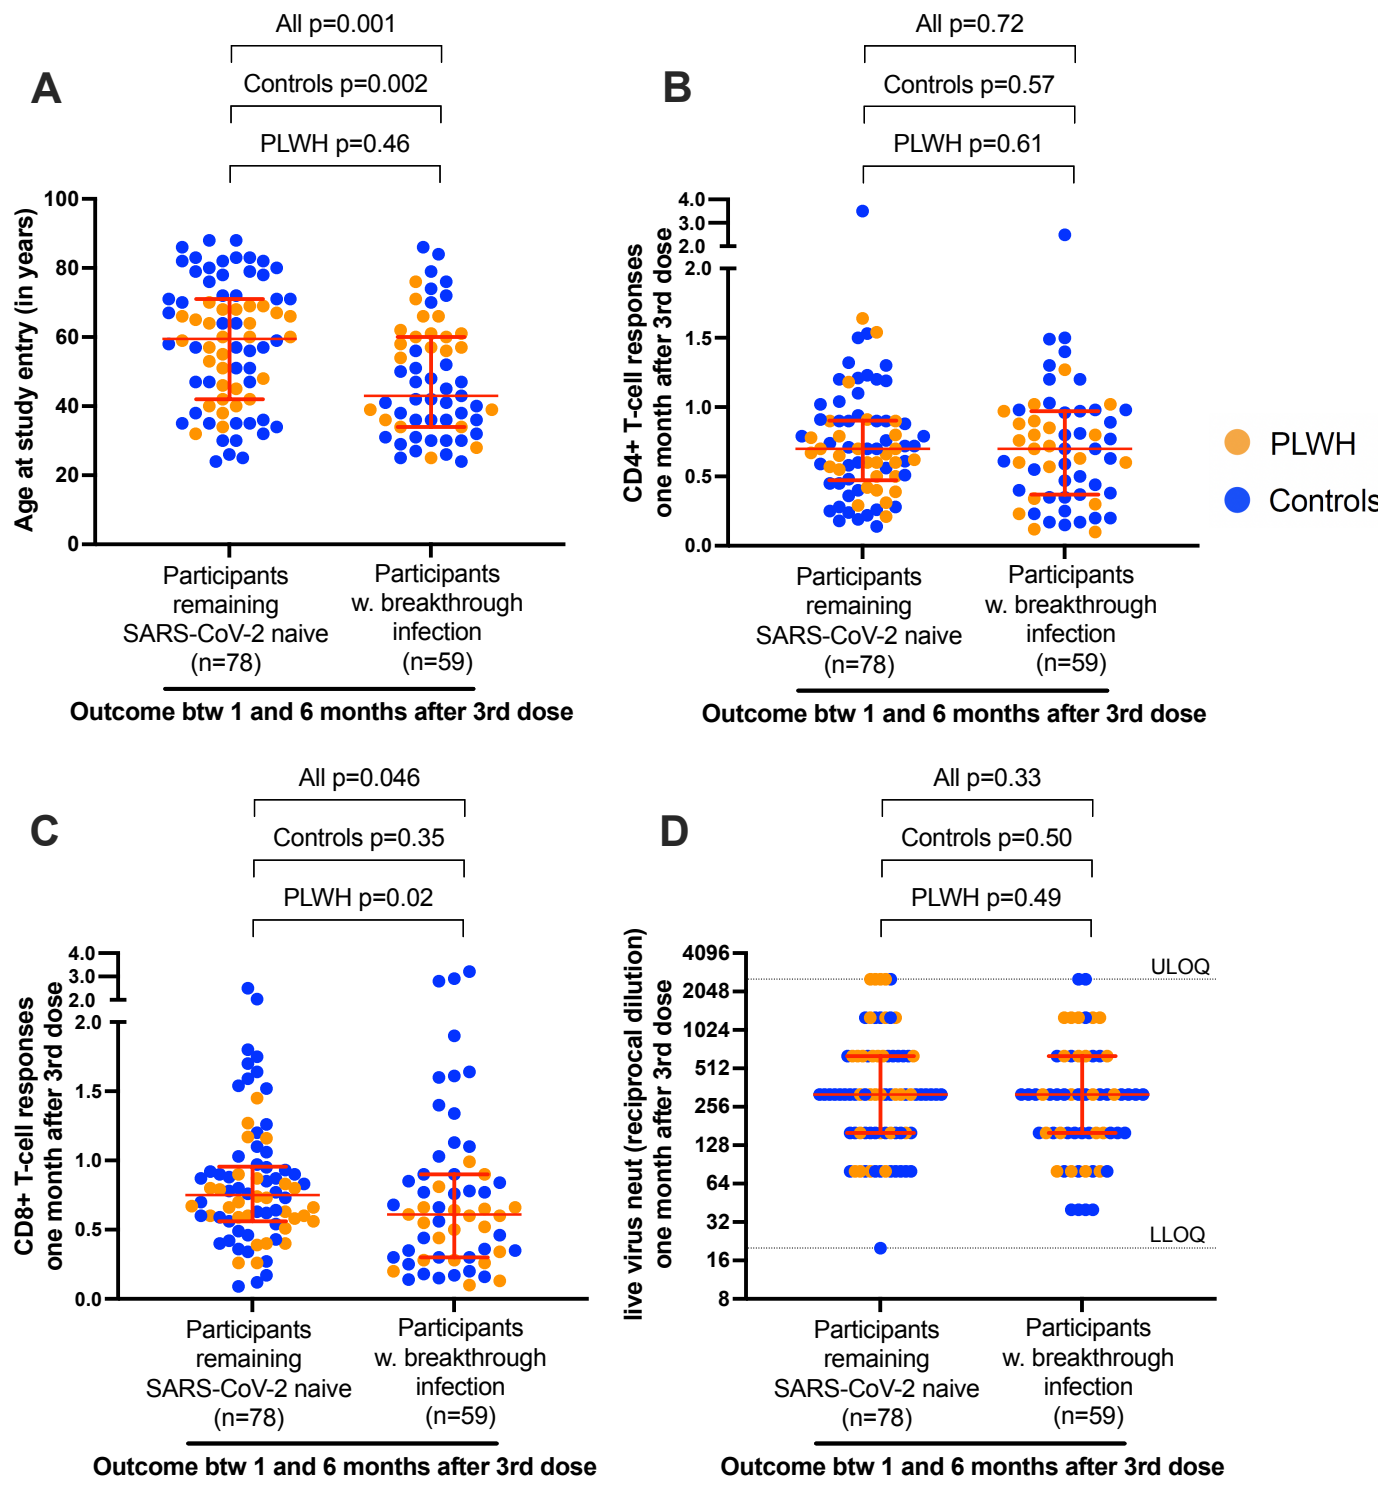 All p=0.001
Controls p=0.002
PLWH p=0.46
A
Age at study entry (in years)
100
80
60
40
20
0
Participants
remaining
SARS-CoV-2 naive
(n=78)
Participants
w. breakthrough
infection
(n=59)
Outcome btw 1 and 6 months after 3rd dose
All p=0.72
Controls p=0.57
PLWH p=0.61
B
CD4+ T-cell responses
one month after 3rd dose
4.0
3.0
2.0
2.0
1.5
1.0
0.5
0.0
Participants
remaining
SARS-CoV-2 naive
(n=78)
Participants
w. breakthrough
infection
(n=59)
Outcome btw 1 and 6 months after 3rd dose
PLWH
Controls
All p=0.046
Controls p=0.35
PLWH p=0.02
C
CD8+ T-cell responses
one month after 3rd dose
4.0
3.0
2.0
2.0
1.5
1.0
0.5
0.0
Participants
remaining
SARS-CoV-2 naive
(n=78)
Participants
w. breakthrough
infection
(n=59)
Outcome btw 1 and 6 months after 3rd dose
All p=0.33
Controls p=0.50
PLWH p=0.49
D
live virus neut (reciprocal dilution)
one month after 3rd dose
4096
2048
1024
512
256
128
64
32
16
8
ULOQ
LLOQ
Participants
remaining
SARS-CoV-2 naive
(n=78)
Participants
w. breakthrough
infection
(n=59)
Outcome btw 1 and 6 months after 3rd dose